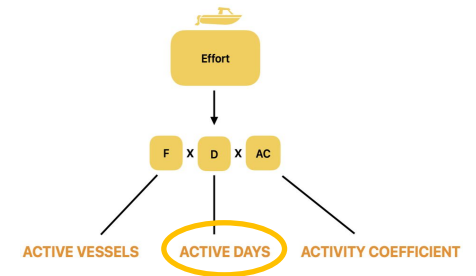 Effort
F X D X AC
ACTIVE VESSELS ACTIVE DAYS ACTIVITY COEFFICIENT